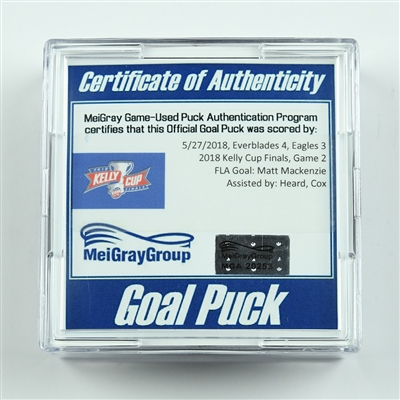 Certificate of Authenticity
MeiGray Game-Used Puck Authentication Program
certifies that this Official Goal Puck was scored by:
5/27/2018, Everblades 4, Eagles 3
2018 Kelly Cup Finals, Game 2
FLA Goal: Matt Mackenzie
Assisted by: Heard, Cox
KELLY CUP
MeiGrayGroup
Goal Puck